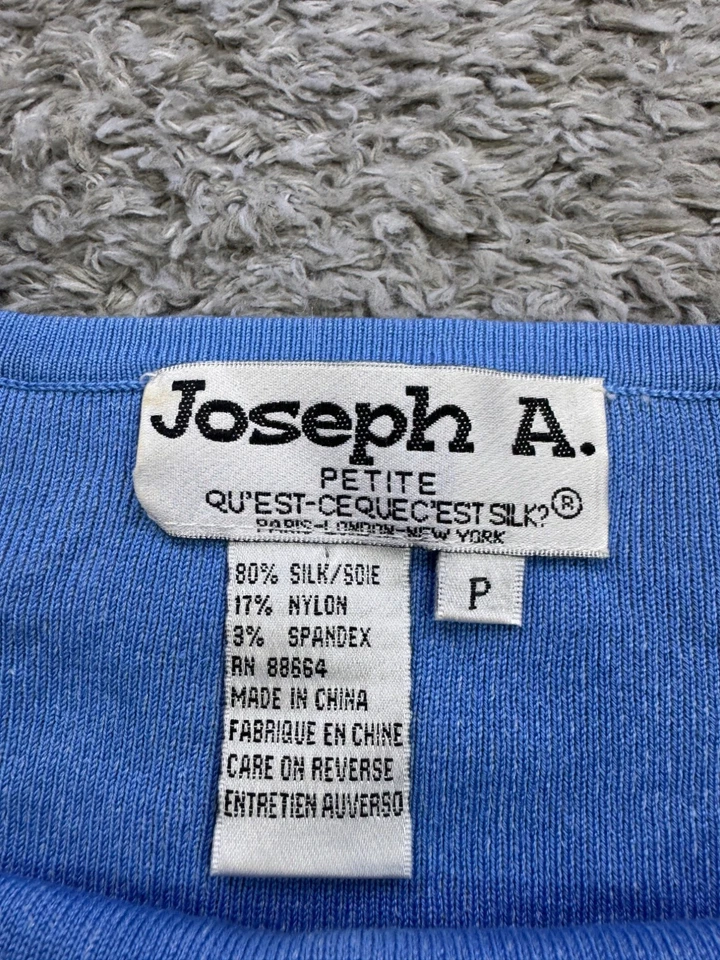 Joseph A.
PETITE
QU'EST-CEQUEC'EST SILK?®
PARIS-LONDON-NEW YORK
P
80% SILK/SOIE
17% NYLON
3% SPANDEX
RN 88664
MADE IN CHINA
FABRIQUE EN CHINE
CARE ON REVERSE
ENTRETIEN AUVERSO